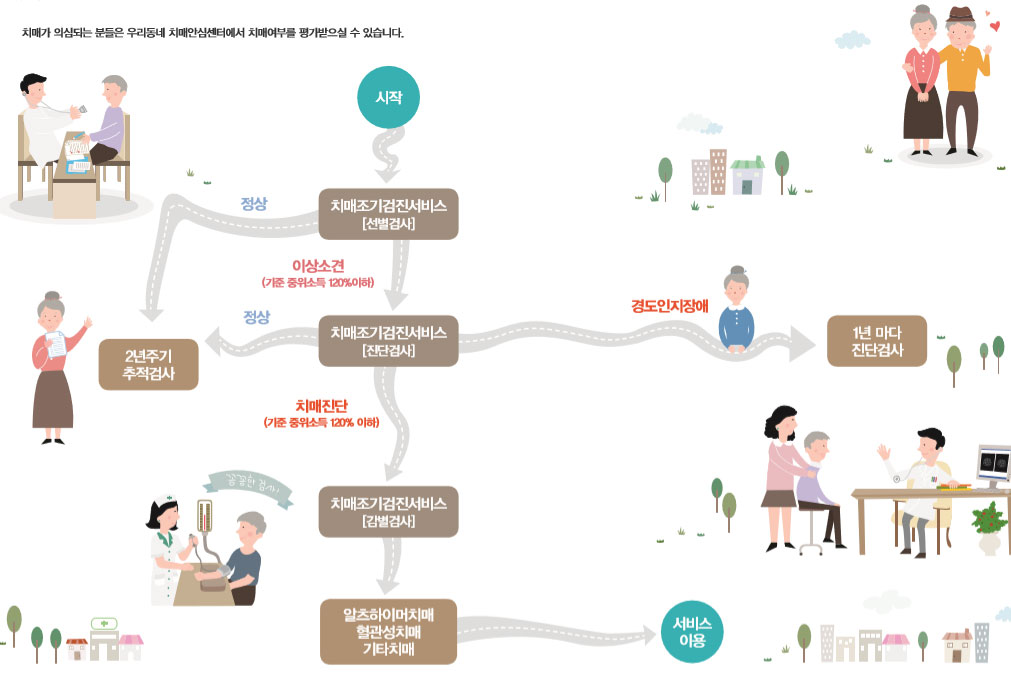 치매가 의심되는 분들은 우리동네 치매안심센터에서 치매여부를 평가받으실 수 있습니다.
시작
치매조기검진서비스
[선별검사]
정상
이상소견
(기준 중위소득 120%이하)
치매조기검진서비스
[진단검사]
정상
경도인지장애
1년 마다
진단검사
2년주기
추적검사
치매진단
(기준 중위소득 120% 이하)
꼼꼼한 검사!
치매조기검진서비스
[감별검사]
알츠하이머치매
혈관성치매
기타치매
서비스
이용